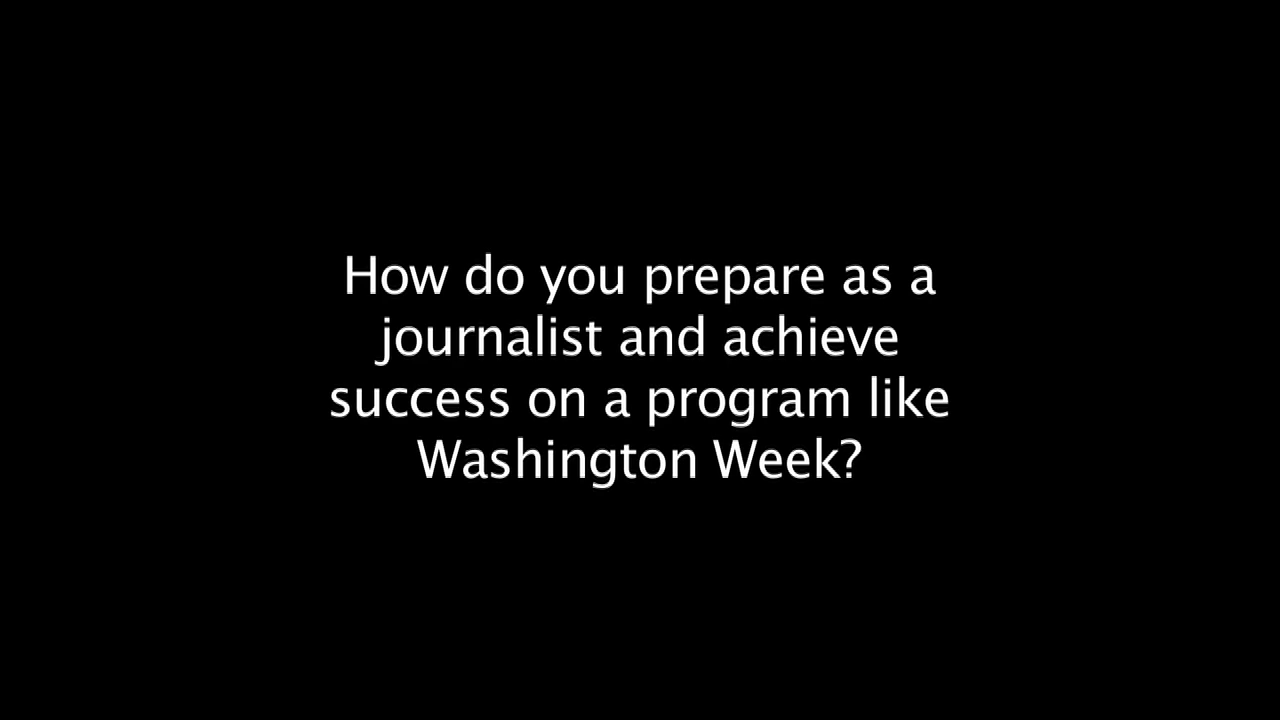 How do you prepare as a
journalist and achieve
success on a program like
Washington Week?